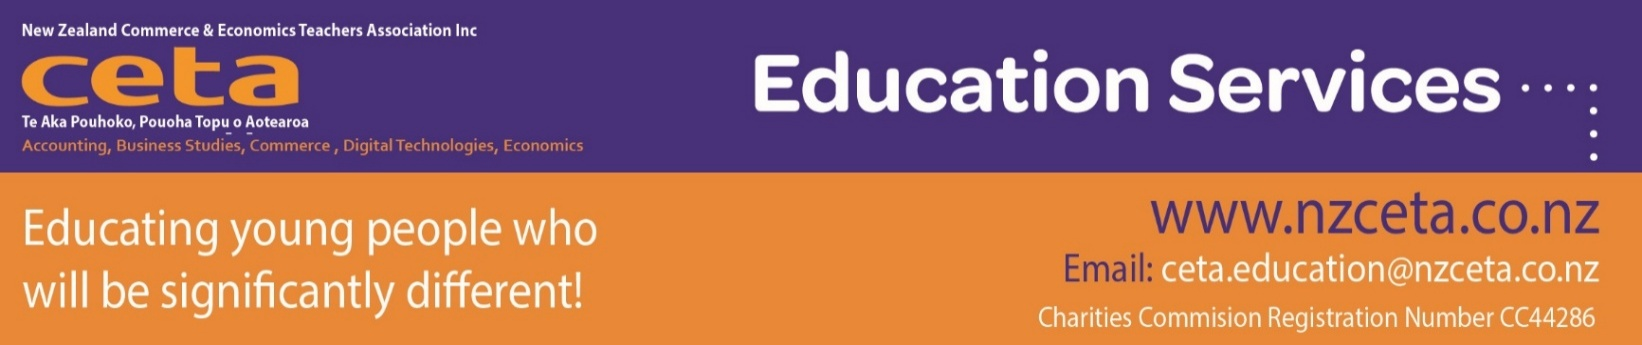 New Zealand Commerce & Economics Teachers Association Inc
ceta
Te Aka Pouhoko, Pouoha Topu o Aotearoa
Accounting, Business Studies, Commerce , Digital Technologies, Economics
Education Services
Educating young people who
will be significantly different!
www.nzceta.co.nz
Email: ceta.education@nzceta.co.nz
Charities Commision Registration Number CC44286